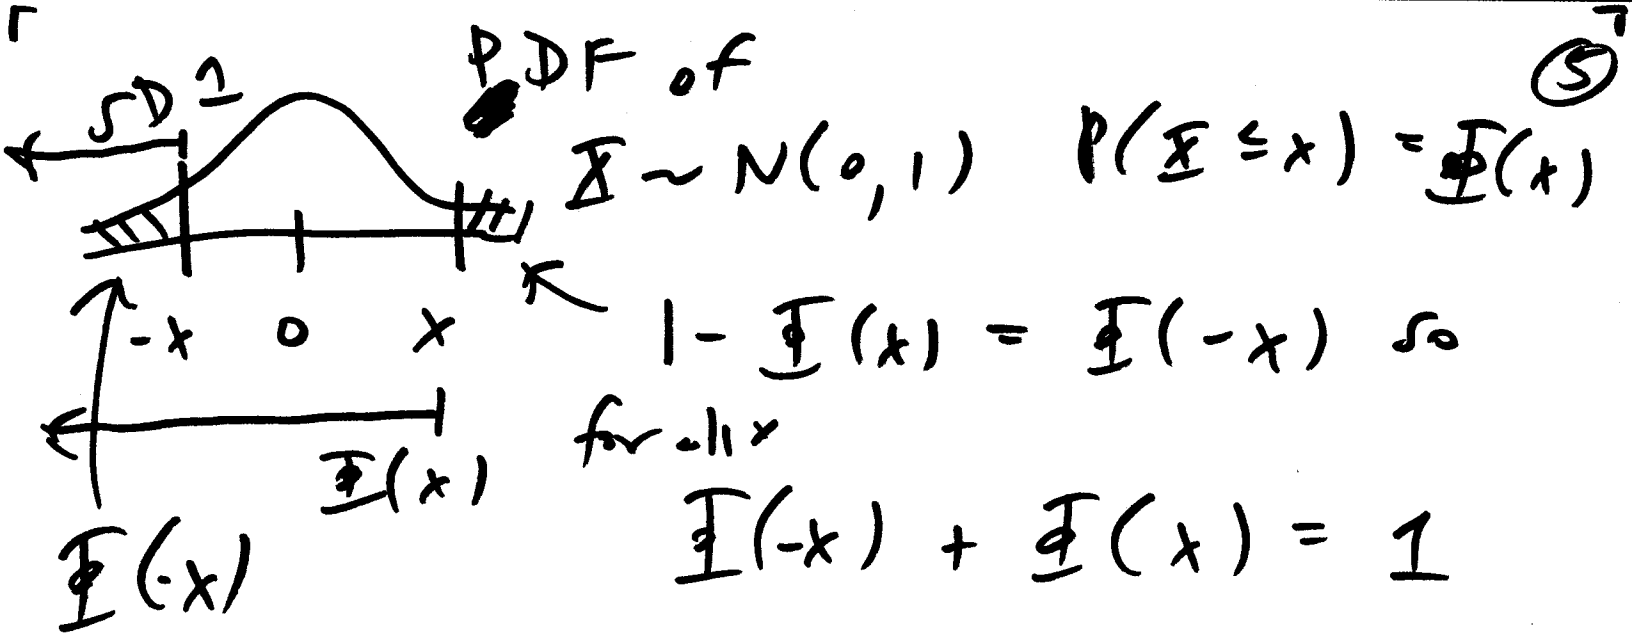 ⑤
SD 1
PDF of
X ~ N(0,1) P(X ≤ x) = Φ(x)
-x 0 x
1 - Φ(x) = Φ(-x) so
for all x
Φ(x)
Φ(-x) + Φ(x) = 1
Φ(-x)